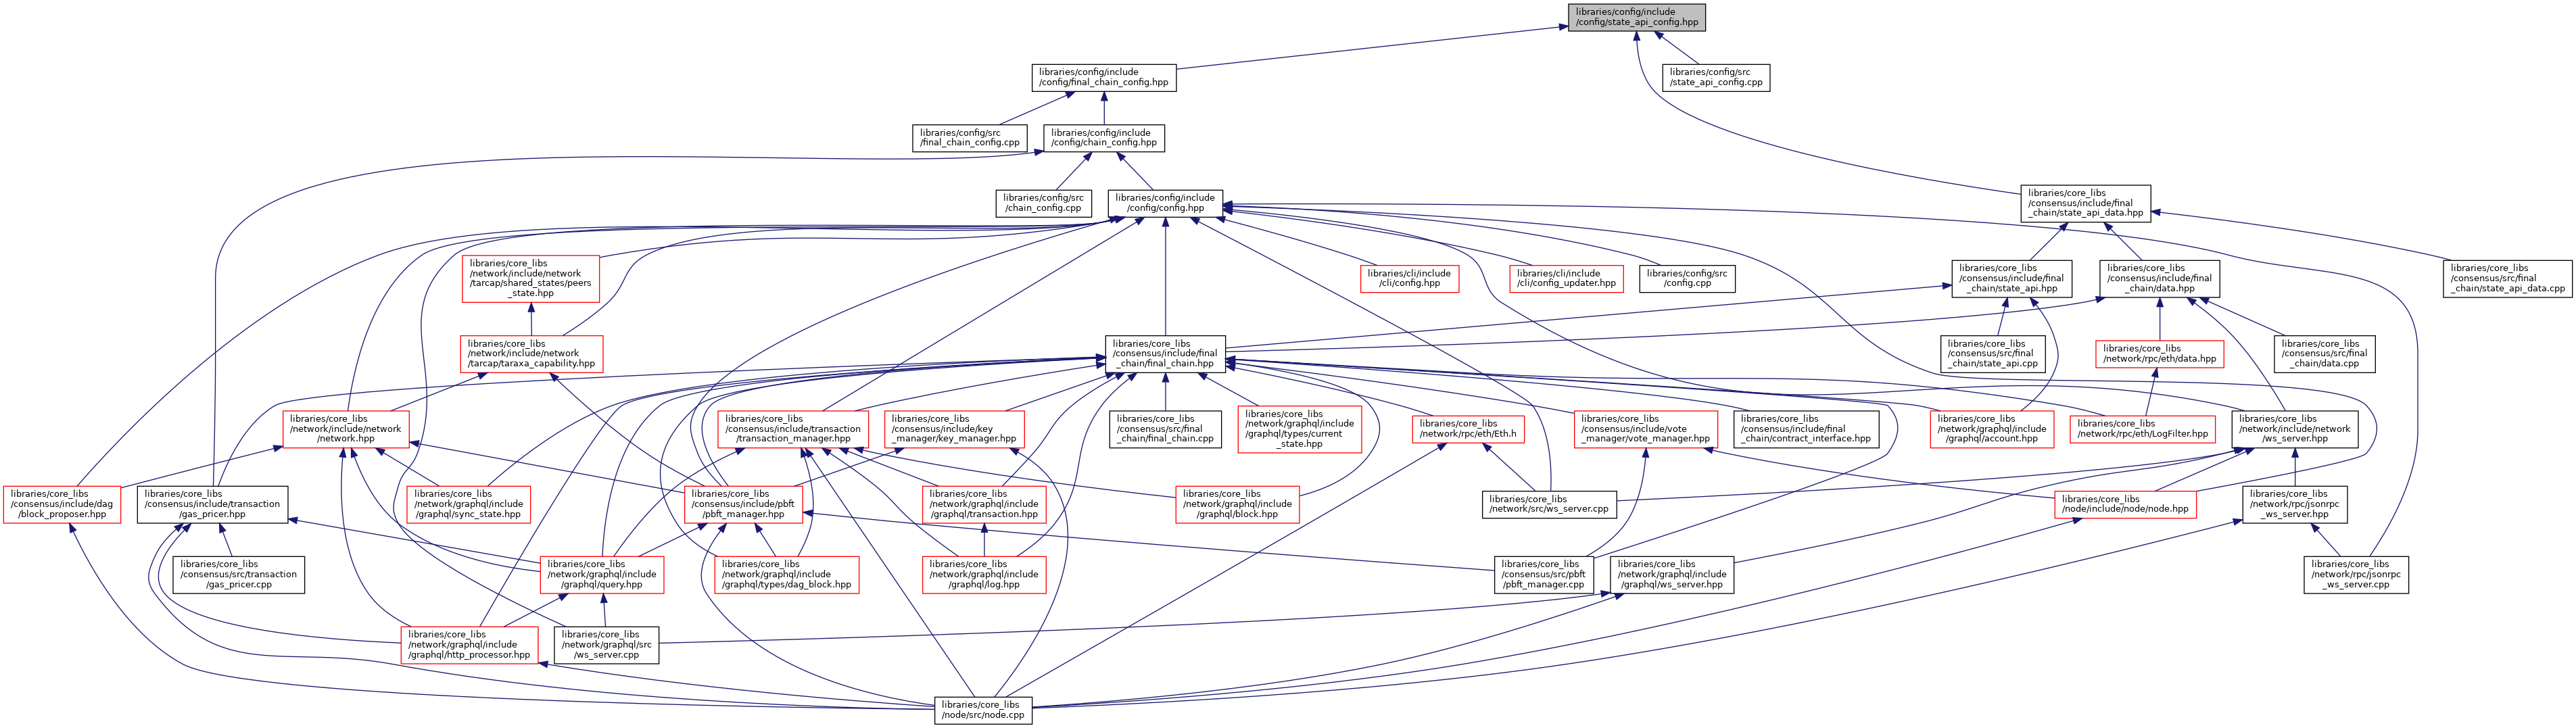 libraries/config/include
/config/state_api_config.hpp
libraries/config/include
/config/final_chain_config.hpp
libraries/config/src
/state_api_config.cpp
libraries/config/src
/final_chain_config.cpp
libraries/config/include
/config/chain_config.hpp
libraries/config/src
/chain_config.cpp
libraries/config/include
/config/config.hpp
libraries/core_libs
/consensus/include/final
_chain/state_api_data.hpp
libraries/core_libs
/network/include/network
/tarcap/shared_states/peers
_state.hpp
libraries/cli/include
/cli/config.hpp
libraries/cli/include
/cli/config_updater.hpp
libraries/config/src
/config.cpp
libraries/core_libs
/consensus/include/final
_chain/state_api.hpp
libraries/core_libs
/consensus/include/final
_chain/data.hpp
libraries/core_libs
/consensus/src/final
_chain/state_api_data.cpp
libraries/core_libs
/network/include/network
/tarcap/taraxa_capability.hpp
libraries/core_libs
/consensus/include/final
_chain/final_chain.hpp
libraries/core_libs
/consensus/src/final
_chain/state_api.cpp
libraries/core_libs
/network/rpc/eth/data.hpp
libraries/core_libs
/consensus/src/final
_chain/data.cpp
libraries/core_libs
/network/include/network
/network.hpp
libraries/core_libs
/consensus/include/transaction
/transaction_manager.hpp
libraries/core_libs
/consensus/include/key
_manager/key_manager.hpp
libraries/core_libs
/consensus/src/final
_chain/final_chain.cpp
libraries/core_libs
/network/graphql/include
/graphql/types/current
_state.hpp
libraries/core_libs
/network/rpc/eth/Eth.h
libraries/core_libs
/consensus/include/vote
_manager/vote_manager.hpp
libraries/core_libs
/consensus/include/final
_chain/contract_interface.hpp
libraries/core_libs
/network/graphql/include
/graphql/account.hpp
libraries/core_libs
/network/rpc/eth/LogFilter.hpp
libraries/core_libs
/network/include/network
/ws_server.hpp
libraries/core_libs
/consensus/include/dag
/block_proposer.hpp
libraries/core_libs
/consensus/include/transaction
/gas_pricer.hpp
libraries/core_libs
/network/graphql/include
/graphql/sync_state.hpp
libraries/core_libs
/consensus/include/pbft
/pbft_manager.hpp
libraries/core_libs
/network/graphql/include
/graphql/transaction.hpp
libraries/core_libs
/network/graphql/include
/graphql/block.hpp
libraries/core_libs
/network/src/ws_server.cpp
libraries/core_libs
/node/include/node/node.hpp
libraries/core_libs
/network/rpc/jsonrpc
_ws_server.hpp
libraries/core_libs
/consensus/src/transaction
/gas_pricer.cpp
libraries/core_libs
/network/graphql/include
/graphql/query.hpp
libraries/core_libs
/network/graphql/include
/graphql/types/dag_block.hpp
libraries/core_libs
/network/graphql/include
/graphql/log.hpp
libraries/core_libs
/consensus/src/pbft
/pbft_manager.cpp
libraries/core_libs
/network/graphql/include
/graphql/ws_server.hpp
libraries/core_libs
/network/rpc/jsonrpc
_ws_server.cpp
libraries/core_libs
/network/graphql/include
/graphql/http_processor.hpp
libraries/core_libs
/network/graphql/src
/ws_server.cpp
libraries/core_libs
/node/src/node.cpp